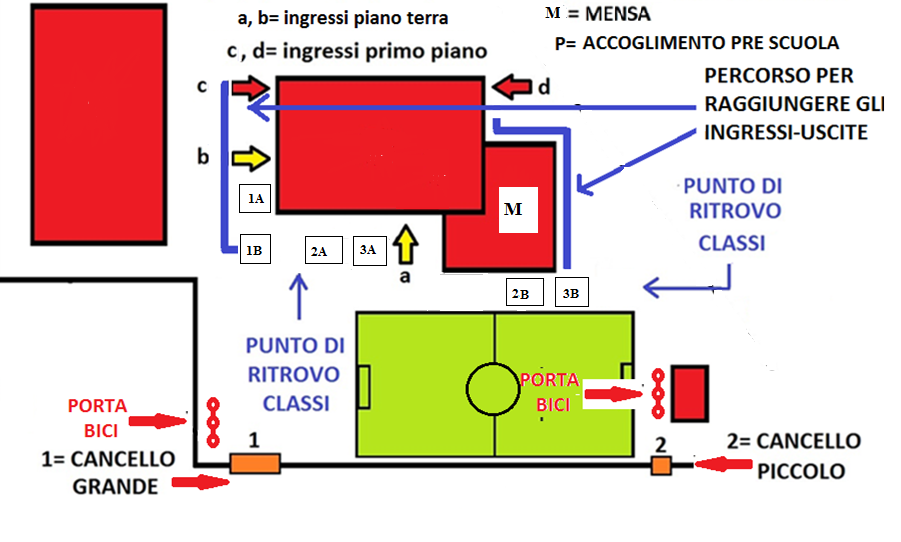 a, b= ingressi piano terra
c, d= ingressi primo piano
M = MENSA
P= ACCOGLIMENTO PRE SCUOLA
PERCORSO PER
RAGGIUNGERE GLI
INGRESSI-USCITE
c
d
b
1A
M
PUNTO DI
RITROVO
CLASSI
1B
2A
3A
a
2B
3B
PUNTO DI
RITROVO
CLASSI
PORTA
BICI
PORTA
BICI
1
1= CANCELLO
GRANDE
2
2= CANCELLO
PICCOLO